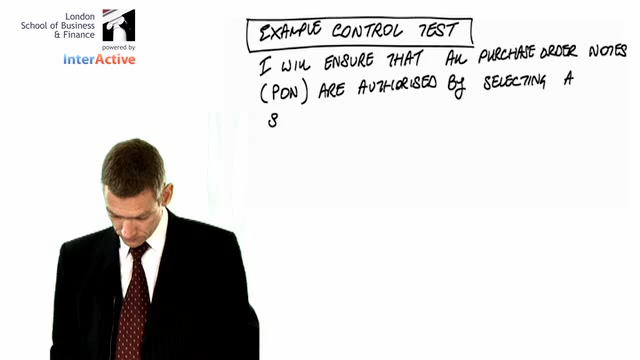 London
School of Business
& Finance
powered by
InterActive
EXAMPLE CONTROL TEST
I WILL ENSURE THAT ALL PURCHASE ORDER NOTES
(PON) ARE AUTHORISED BY SELECTING A
S